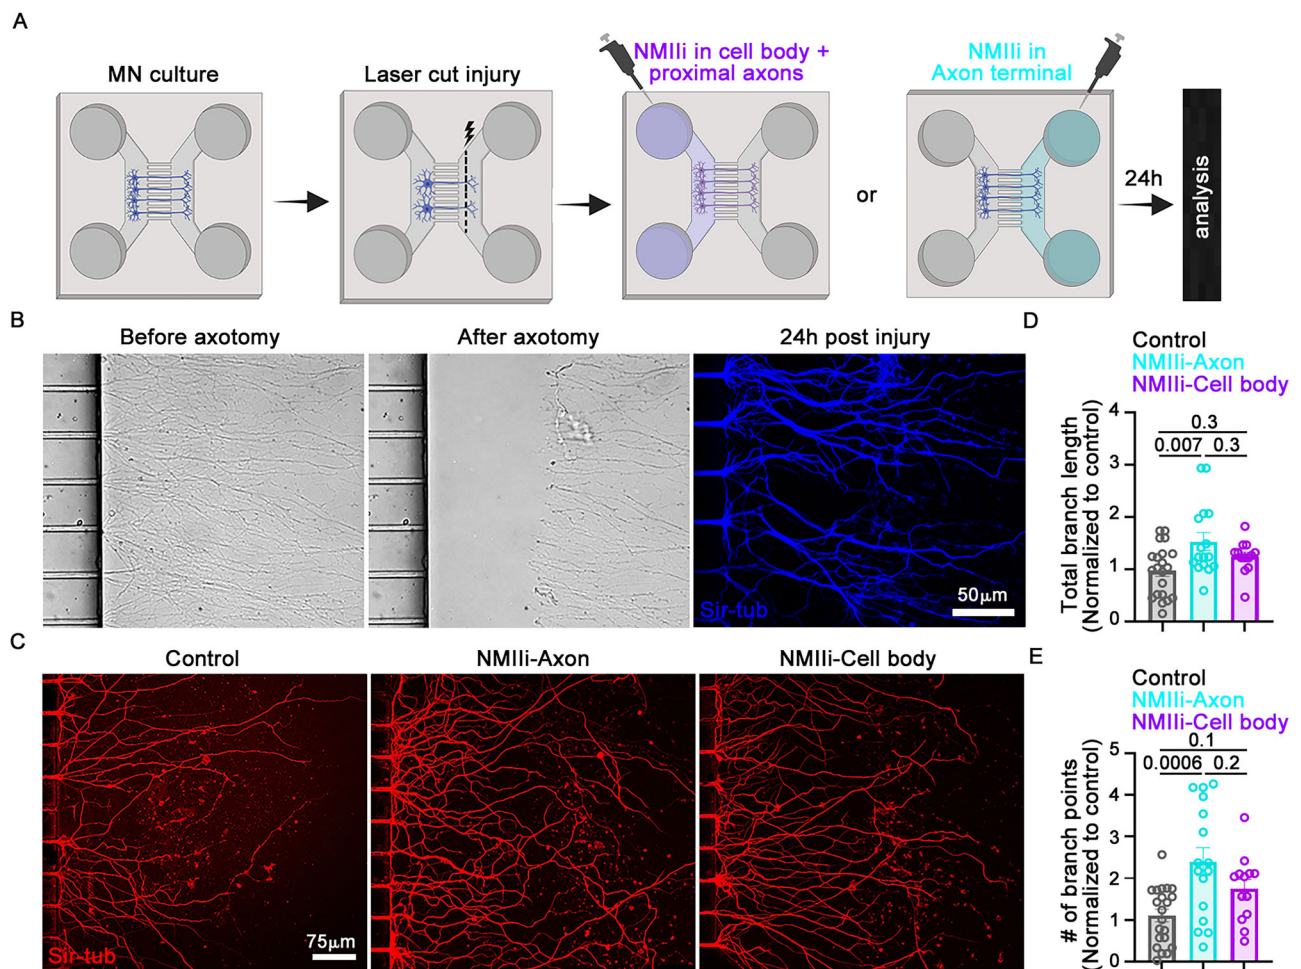 A
MN culture
Laser cut injury
NMIIi in cell body +
proximal axons
NMIIi in
Axon terminal
or
24h
analysis
B
Before axotomy
After axotomy
24h post injury
Sir-tub
50µm
C
Control
NMIIi-Axon
NMIIi-Cell body
Sir-tub
75µm
D
Control
NMIIi-Axon
NMIIi-Cell body
Total branch length
(Normalized to control)
4
3
2
1
0
0.3
0.007
0.3
E
Control
NMIIi-Axon
NMIIi-Cell body
# of branch points
(Normalized to control)
5
4
3
2
1
0
0.1
0.0006
0.2